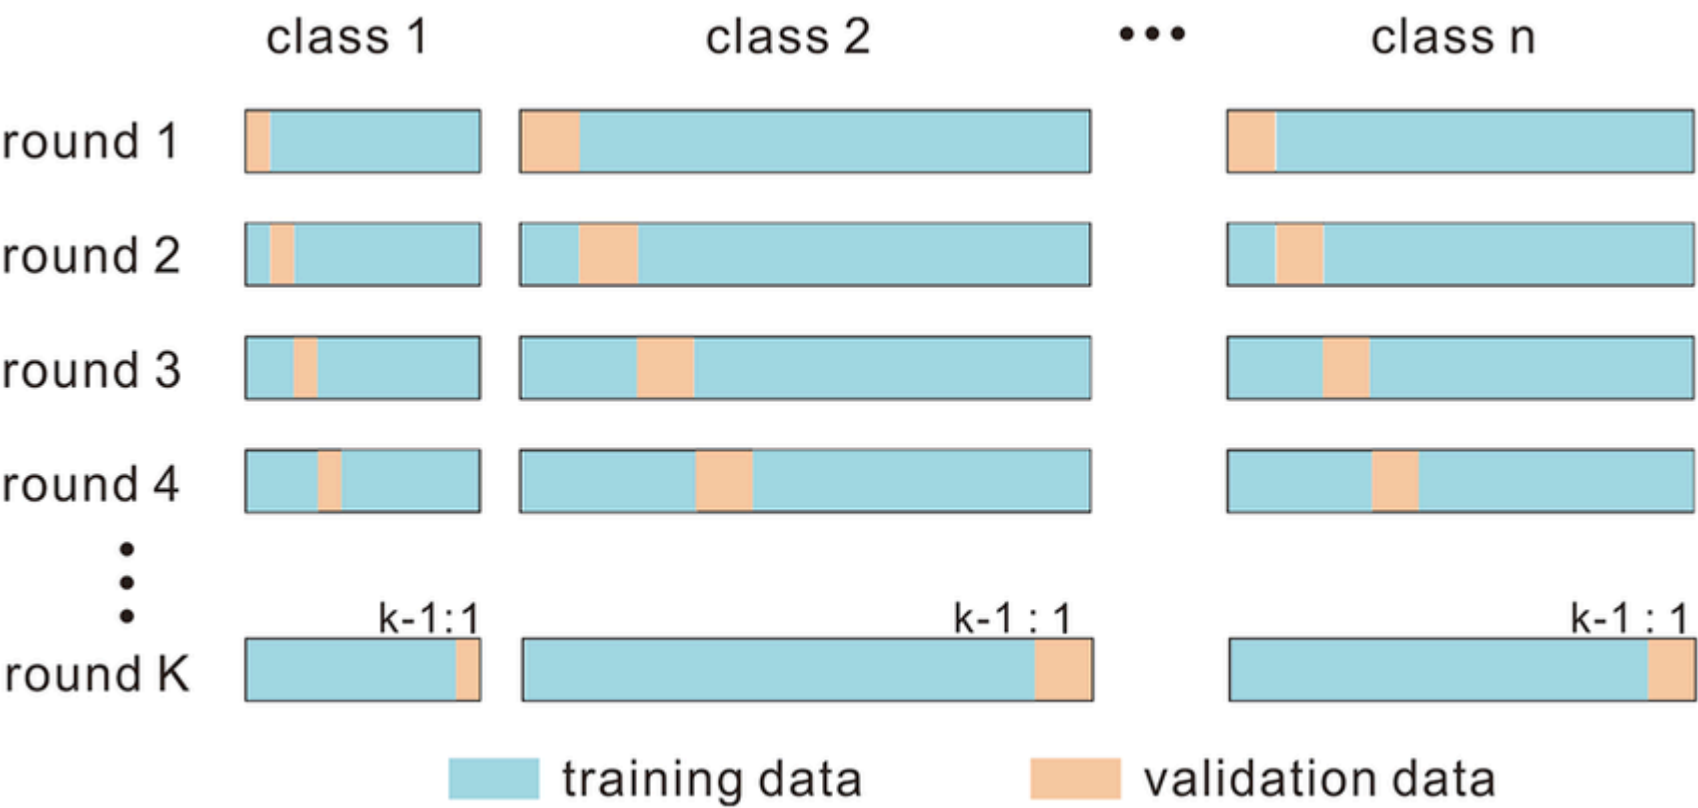 class 1 class 2 ••• class n
round 1
round 2
round 3
round 4
k-1:1 k-1 : 1 k-1 : 1
round K
training data validation data